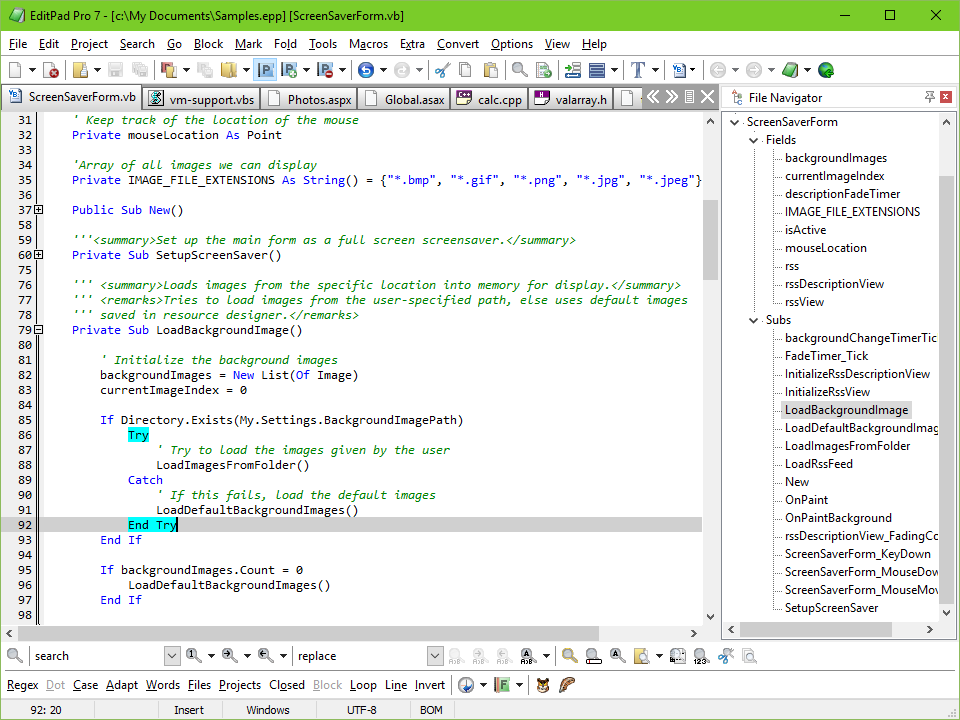 EditPad Pro 7 - [c:\My Documents\Samples.epp] [ScreenSaverForm.vb]
File Edit Project Search Go Block Mark Fold Tools Macros Extra Convert Options View Help
ScreenSaverForm.vb vm-support.vbs Photos.aspx Global.asax calc.cpp valarray.h
31 ' Keep track of the location of the mouse
32 Private mouseLocation As Point
33
34 'Array of all images we can display
35 Private IMAGE_FILE_EXTENSIONS As String() = {"*.bmp", "*.gif", "*.png", "*.jpg", "*.jpeg"}
36
37 Public Sub New()
58
59 '''<summary>Set up the main form as a full screen screensaver.</summary>
60 Private Sub SetupScreenSaver()
75
76 ''' <summary>Loads images from the specific location into memory for display.</summary>
77 ''' <remarks>Tries to load images from the user-specified path, else uses default images
78 ''' saved in resource designer.</remarks>
79 Private Sub LoadBackgroundImage()
80
81 ' Initialize the background images
82 backgroundImages = New List(Of Image)
83 currentImageIndex = 0
84
85 If Directory.Exists(My.Settings.BackgroundImagePath)
86 Try
87 ' Try to load the images given by the user
88 LoadImagesFromFolder()
89 Catch
90 ' If this fails, load the default images
91 LoadDefaultBackgroundImages()
92 End Try
93 End If
94
95 If backgroundImages.Count = 0
96 LoadDefaultBackgroundImages()
97 End If
98
File Navigator
ScreenSaverForm
Fields
backgroundImages
currentImageIndex
descriptionFadeTimer
IMAGE_FILE_EXTENSIONS
isActive
mouseLocation
rss
rssDescriptionView
rssView
Subs
backgroundChangeTimerTic
FadeTimer_Tick
InitializeRssDescriptionView
InitializeRssView
LoadBackgroundImage
LoadDefaultBackgroundImag
LoadImagesFromFolder
LoadRssFeed
New
OnPaint
OnPaintBackground
rssDescriptionView_FadingCo
ScreenSaverForm_KeyDown
ScreenSaverForm_MouseDow
ScreenSaverForm_MouseMov
SetupScreenSaver
search replace
Regex Dot Case Adapt Words Files Projects Closed Block Loop Line Invert
92: 20 Insert Windows UTF-8 BOM